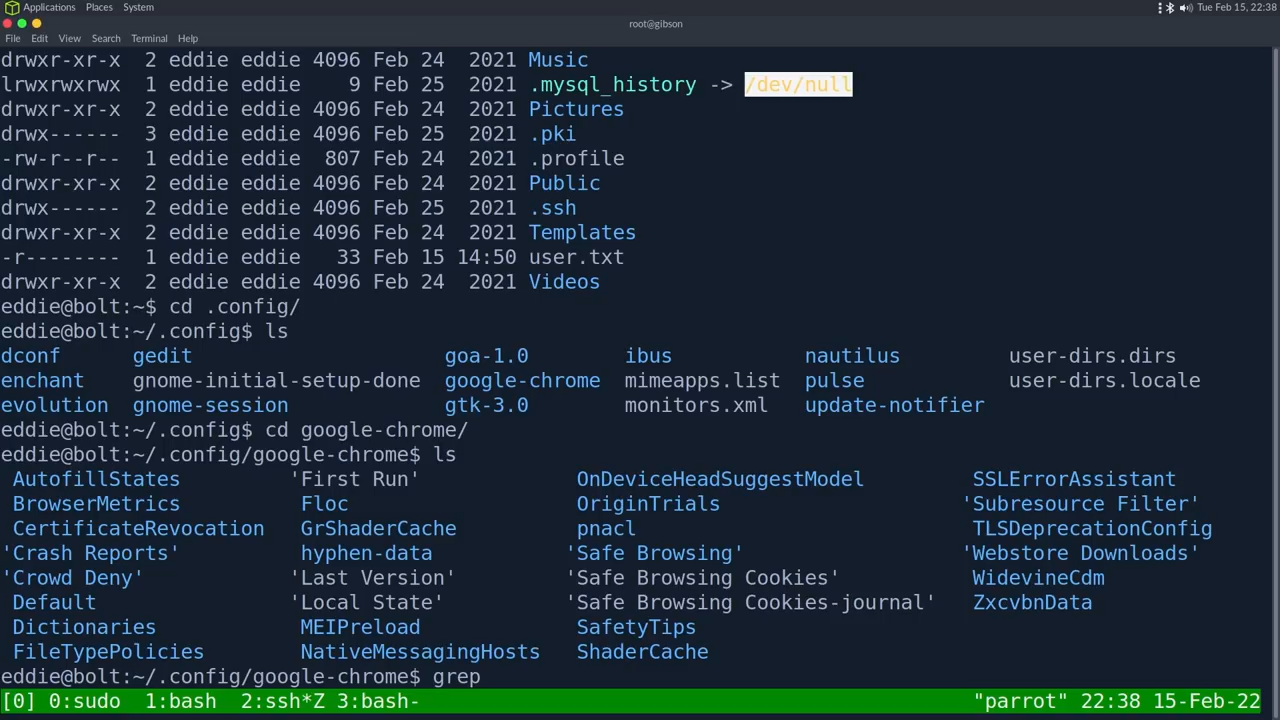 Applications Places System Tue Feb 15, 22:38
root@gibson
File Edit View Search Terminal Help
drwxr-xr-x  2 eddie eddie 4096 Feb 24  2021 Music
lrwxrwxrwx  1 eddie eddie    9 Feb 25  2021 .mysql_history -> /dev/null
drwxr-xr-x  2 eddie eddie 4096 Feb 24  2021 Pictures
drwx------  3 eddie eddie 4096 Feb 25  2021 .pki
-rw-r--r--  1 eddie eddie  807 Feb 24  2021 .profile
drwxr-xr-x  2 eddie eddie 4096 Feb 24  2021 Public
drwx------  2 eddie eddie 4096 Feb 25  2021 .ssh
drwxr-xr-x  2 eddie eddie 4096 Feb 24  2021 Templates
-r--------  1 eddie eddie   33 Feb 15 14:50 user.txt
drwxr-xr-x  2 eddie eddie 4096 Feb 24  2021 Videos
eddie@bolt:~$ cd .config/
eddie@bolt:~/.config$ ls
dconf gedit goa-1.0 ibus nautilus user-dirs.dirs
enchant gnome-initial-setup-done google-chrome mimeapps.list pulse user-dirs.locale
evolution gnome-session gtk-3.0 monitors.xml update-notifier
eddie@bolt:~/.config$ cd google-chrome/
eddie@bolt:~/.config/google-chrome$ ls
AutofillStates 'First Run' OnDeviceHeadSuggestModel SSLErrorAssistant
BrowserMetrics Floc OriginTrials 'Subresource Filter'
CertificateRevocation GrShaderCache pnacl TLSDeprecationConfig
'Crash Reports' hyphen-data 'Safe Browsing' 'Webstore Downloads'
'Crowd Deny' 'Last Version' 'Safe Browsing Cookies' WidevineCdm
Default 'Local State' 'Safe Browsing Cookies-journal' ZxcvbnData
Dictionaries MEIPreload SafetyTips
FileTypePolicies NativeMessagingHosts ShaderCache
eddie@bolt:~/.config/google-chrome$ grep
[0] 0:sudo  1:bash  2:ssh*Z 3:bash- "parrot" 22:38 15-Feb-22